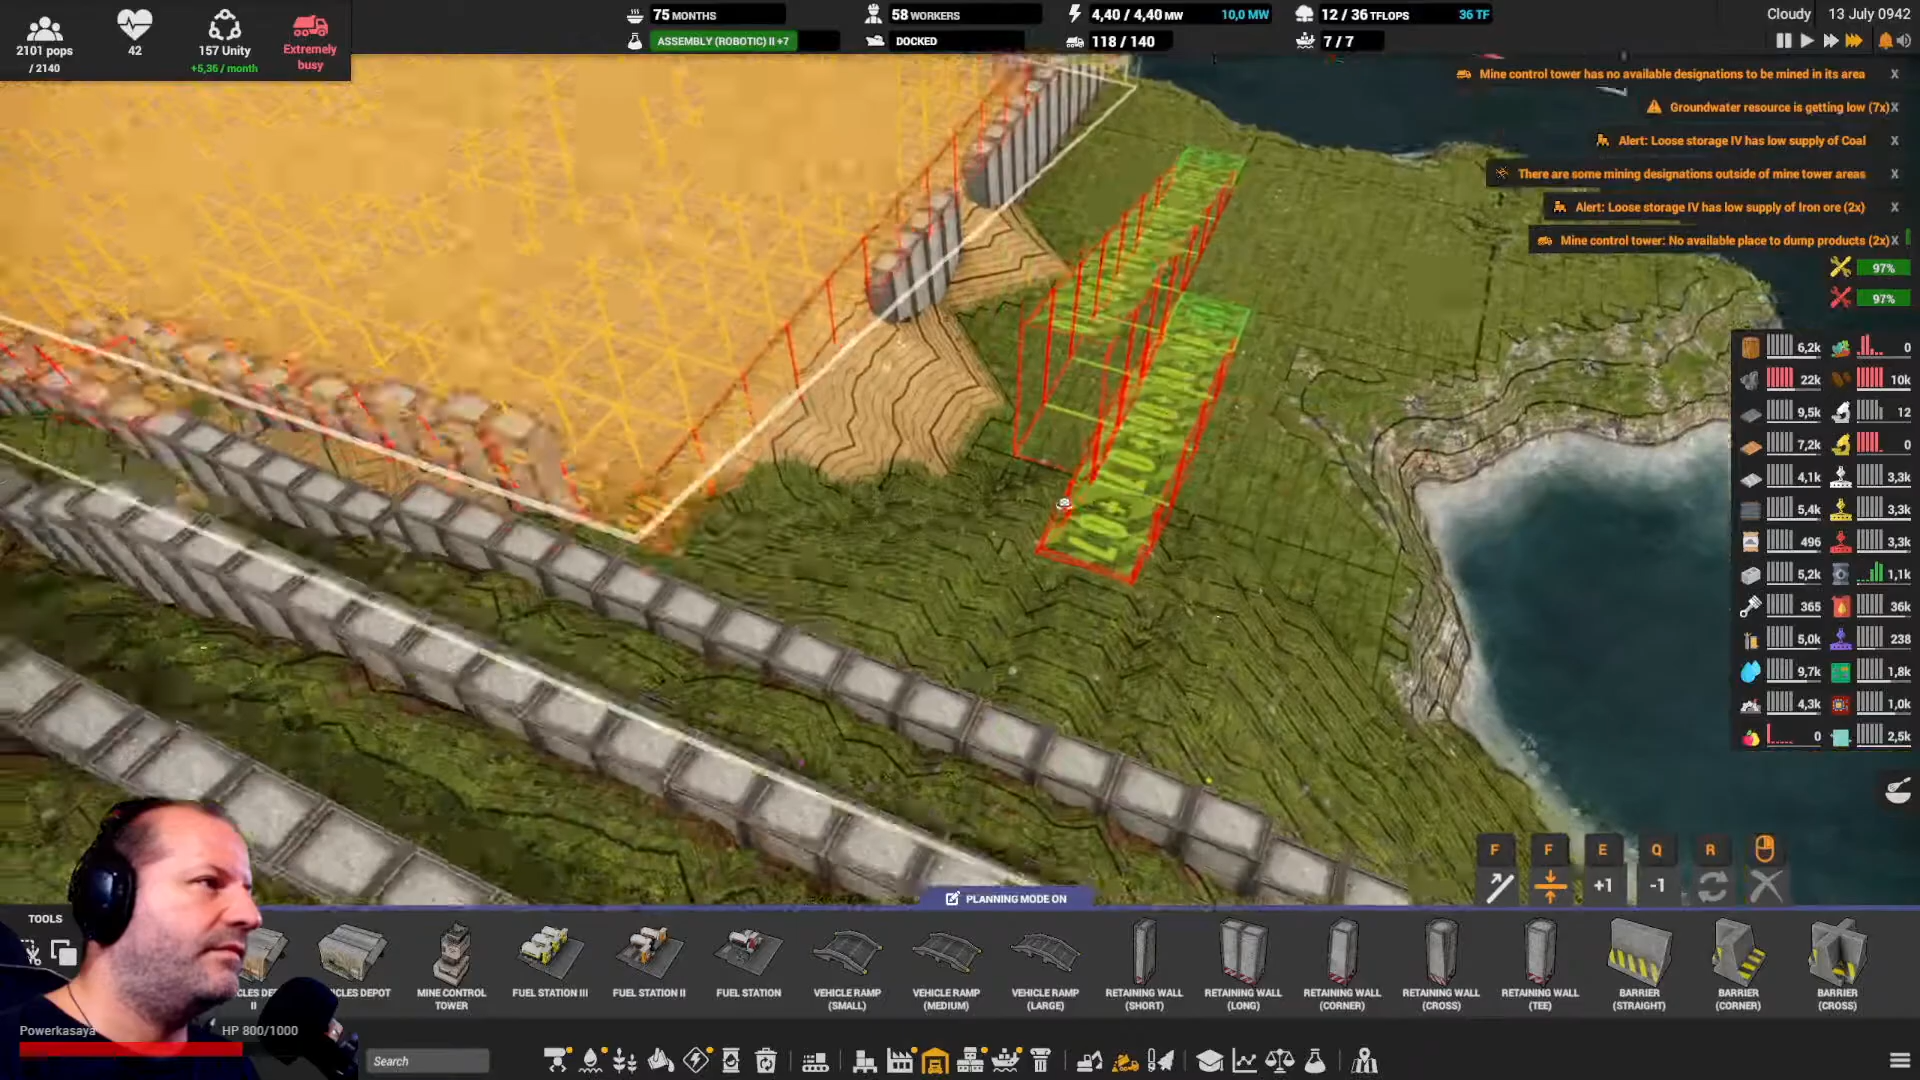 2101 pops
/ 2140
42
157 Unity
+5,36 / month
Extremely
busy
75 MONTHS
ASSEMBLY (ROBOTIC) II +7
58 WORKERS
DOCKED
4,40 / 4,40 MW 10,0 MW
118 / 140
12 / 36 TFLOPS 36 TF
7 / 7
Cloudy 13 July 0942
Mine control tower has no available designations to be mined in its area X
Groundwater resource is getting low (7x) X
Alert: Loose storage IV has low supply of Coal X
There are some mining designations outside of mine tower areas X
Alert: Loose storage IV has low supply of Iron ore (2x) X
Mine control tower: No available place to dump products (2x) X
97%
97%
6,2k 0
22k 10k
9,5k 12
7,2k 0
4,1k 3,3k
5,4k 3,3k
496 3,3k
5,2k 1,1k
365 36k
5,0k 238
9,7k 1,8k
4,3k 1,0k
0 2,5k
F F E Q R
+1 -1
PLANNING MODE ON
TOOLS
II
VEHICLES DEPOT
MINE CONTROL
TOWER
FUEL STATION III
FUEL STATION II
FUEL STATION
VEHICLE RAMP
(SMALL)
VEHICLE RAMP
(MEDIUM)
VEHICLE RAMP
(LARGE)
RETAINING WALL
(SHORT)
RETAINING WALL
(LONG)
RETAINING WALL
(CORNER)
RETAINING WALL
(CROSS)
RETAINING WALL
(TEE)
BARRIER
(STRAIGHT)
BARRIER
(CORNER)
BARRIER
(CROSS)
Powerkasaya HP 800/1000
Search